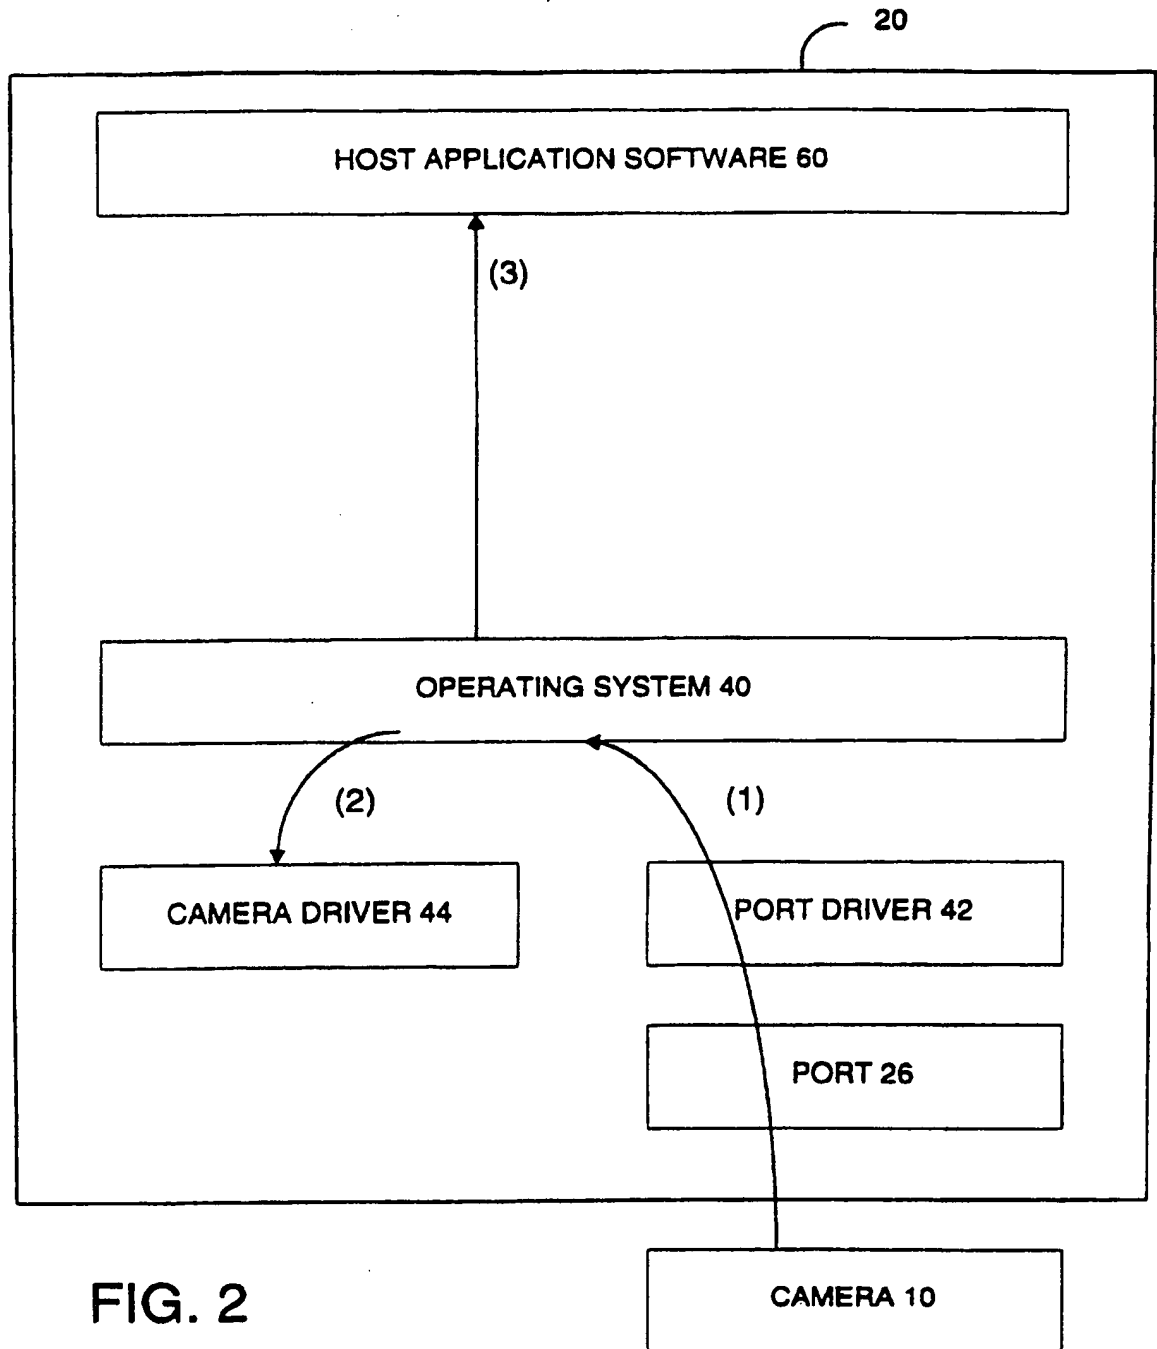 20
HOST APPLICATION SOFTWARE 60
(3)
OPERATING SYSTEM 40
(2)
(1)
CAMERA DRIVER 44
PORT DRIVER 42
PORT 26
CAMERA 10
FIG. 2